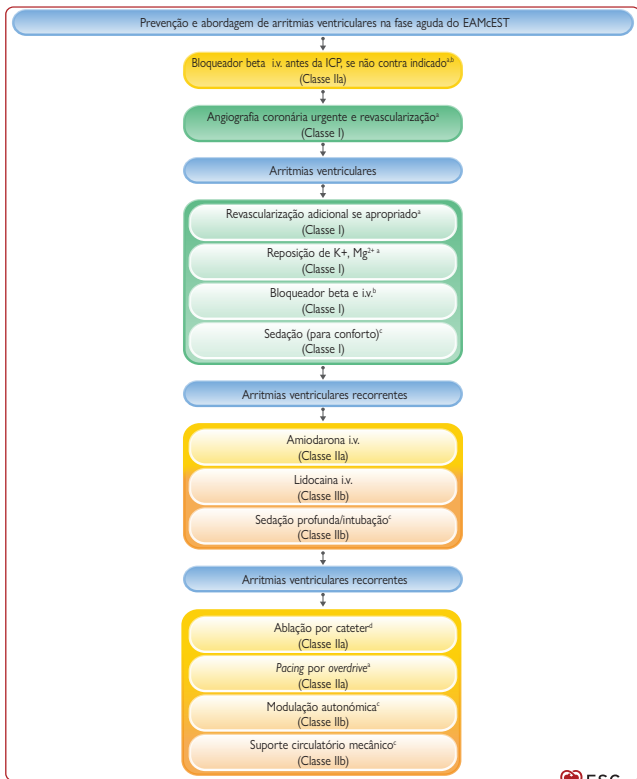 Prevenção e abordagem de arritmias ventriculares na fase aguda do EAMcEST
Bloqueador beta i.v. antes da ICP, se não contra indicadoᵃ,ᵇ
(Classe IIa)
Angiografia coronária urgente e revascularizaçãoᵃ
(Classe I)
Arritmias ventriculares
Revascularização adicional se apropriadoᵃ
(Classe I)
Reposição de K+, Mg²⁺ ᵃ
(Classe I)
Bloqueador beta e i.v.ᵇ
(Classe I)
Sedação (para conforto)ᶜ
(Classe I)
Arritmias ventriculares recorrentes
Amiodarona i.v.
(Classe IIa)
Lidocaina i.v.
(Classe IIb)
Sedação profunda/intubaçãoᶜ
(Classe IIb)
Arritmias ventriculares recorrentes
Ablação por cateterᵈ
(Classe IIa)
Pacing por overdriveᵃ
(Classe IIa)
Modulação autonómicaᶜ
(Classe IIb)
Suporte circulatório mecânicoᶜ
(Classe IIb)
ESC